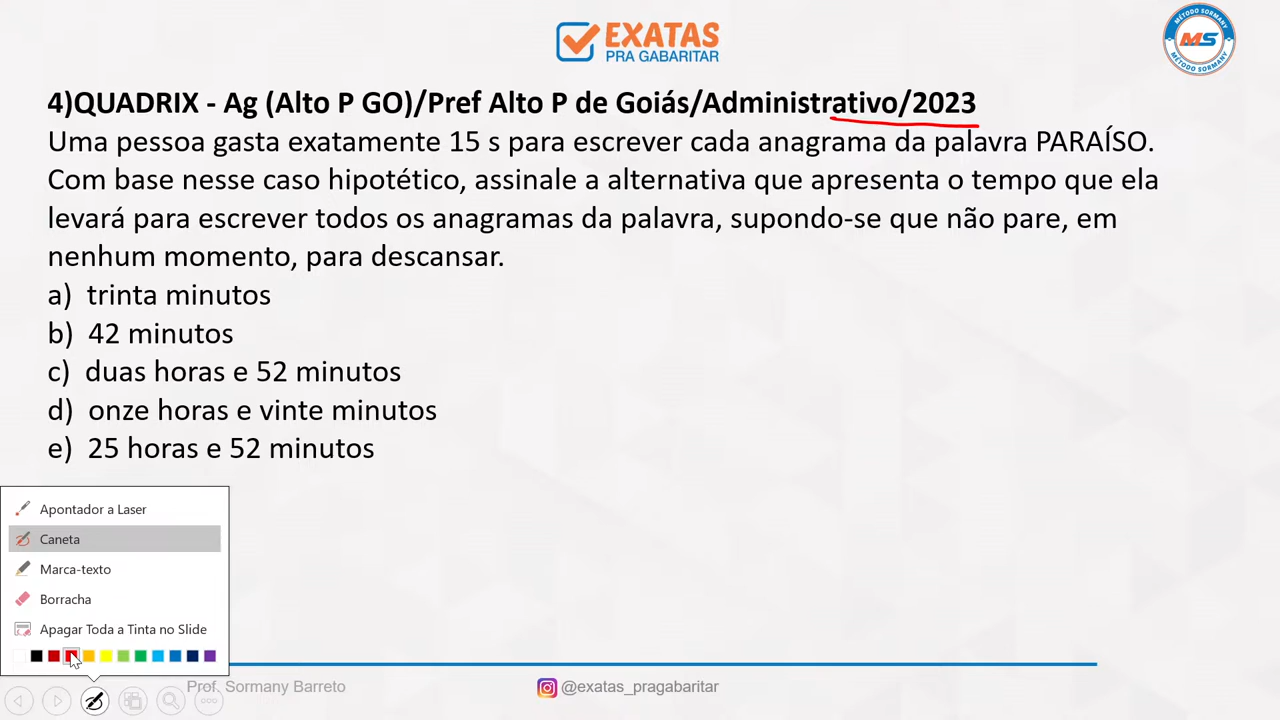 EXATAS
PRA GABARITAR
MÉTODO SORMANY
MS
MÉTODO SORMANY
4)QUADRIX - Ag (Alto P GO)/Pref Alto P de Goiás/Administrativo/2023
Uma pessoa gasta exatamente 15 s para escrever cada anagrama da palavra PARAÍSO.
Com base nesse caso hipotético, assinale a alternativa que apresenta o tempo que ela
levará para escrever todos os anagramas da palavra, supondo-se que não pare, em
nenhum momento, para descansar.
a) trinta minutos
b) 42 minutos
c) duas horas e 52 minutos
d) onze horas e vinte minutos
e) 25 horas e 52 minutos
Apontador a Laser
Caneta
Marca-texto
Borracha
Apagar Toda a Tinta no Slide
Prof. Sormany Barreto
@exatas_pragabaritar